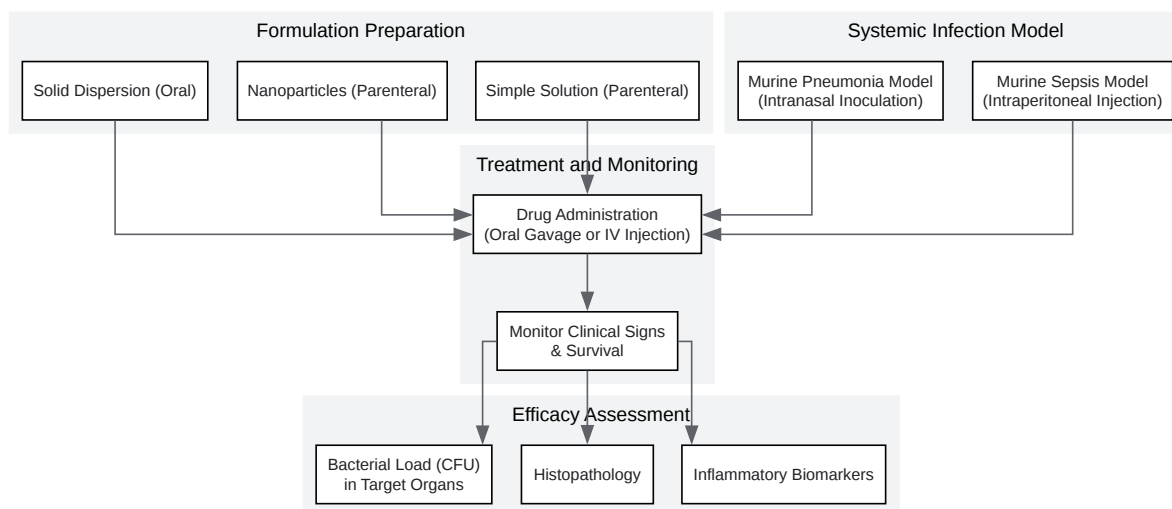 Formulation Preparation
Systemic Infection Model
Solid Dispersion (Oral)
Nanoparticles (Parenteral)
Simple Solution (Parenteral)
Murine Pneumonia Model
(Intranasal Inoculation)
Murine Sepsis Model
(Intraperitoneal Injection)
Treatment and Monitoring
Drug Administration
(Oral Gavage or IV Injection)
Monitor Clinical Signs
& Survival
Efficacy Assessment
Bacterial Load (CFU)
in Target Organs
Histopathology
Inflammatory Biomarkers